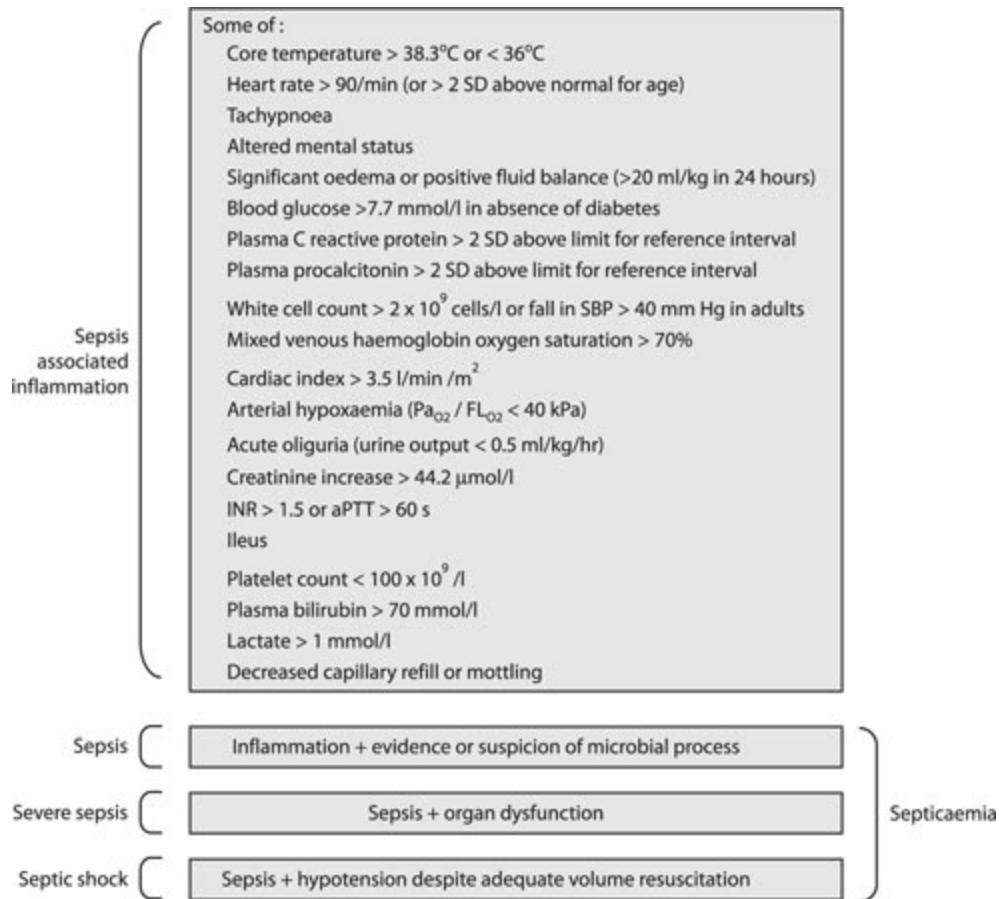 Some of :
Core temperature > 38.3°C or < 36°C
Heart rate > 90/min (or > 2 SD above normal for age)
Tachypnoea
Altered mental status
Significant oedema or positive fluid balance (>20 ml/kg in 24 hours)
Blood glucose >7.7 mmol/l in absence of diabetes
Plasma C reactive protein > 2 SD above limit for reference interval
Plasma procalcitonin > 2 SD above limit for reference interval
White cell count > 2 x 10⁹ cells/l or fall in SBP > 40 mm Hg in adults
Mixed venous haemoglobin oxygen saturation > 70%
Cardiac index > 3.5 l/min /m²
Arterial hypoxaemia (Pa_O2 / FL_O2 < 40 kPa)
Acute oliguria (urine output < 0.5 ml/kg/hr)
Creatinine increase > 44.2 μmol/l
INR > 1.5 or aPTT > 60 s
Ileus
Platelet count < 100 x 10⁹ /l
Plasma bilirubin > 70 mmol/l
Lactate > 1 mmol/l
Decreased capillary refill or mottling
Sepsis
associated
inflammation
Sepsis
Inflammation + evidence or suspicion of microbial process
Severe sepsis
Sepsis + organ dysfunction
Septicaemia
Septic shock
Sepsis + hypotension despite adequate volume resuscitation